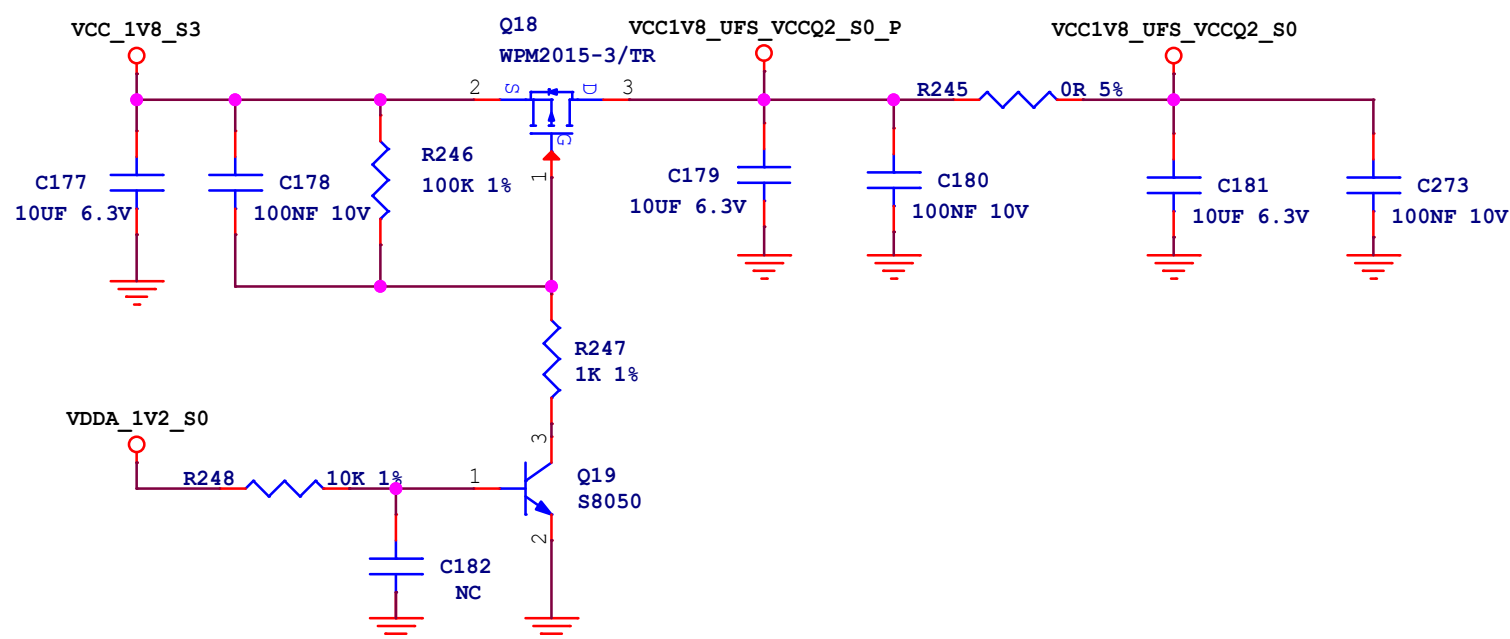 VCC_1V8_S3
Q18
WPM2015-3/TR
VCC1V8_UFS_VCCQ2_S0_P
VCC1V8_UFS_VCCQ2_S0
2
S
D
3
G
1
R245
0R 5%
R246
100K 1%
C177
10UF 6.3V
C178
100NF 10V
C179
10UF 6.3V
C180
100NF 10V
C181
10UF 6.3V
C273
100NF 10V
R247
1K 1%
VDDA_1V2_S0
R248
10K 1%
1
3
Q19
S8050
2
C182
NC